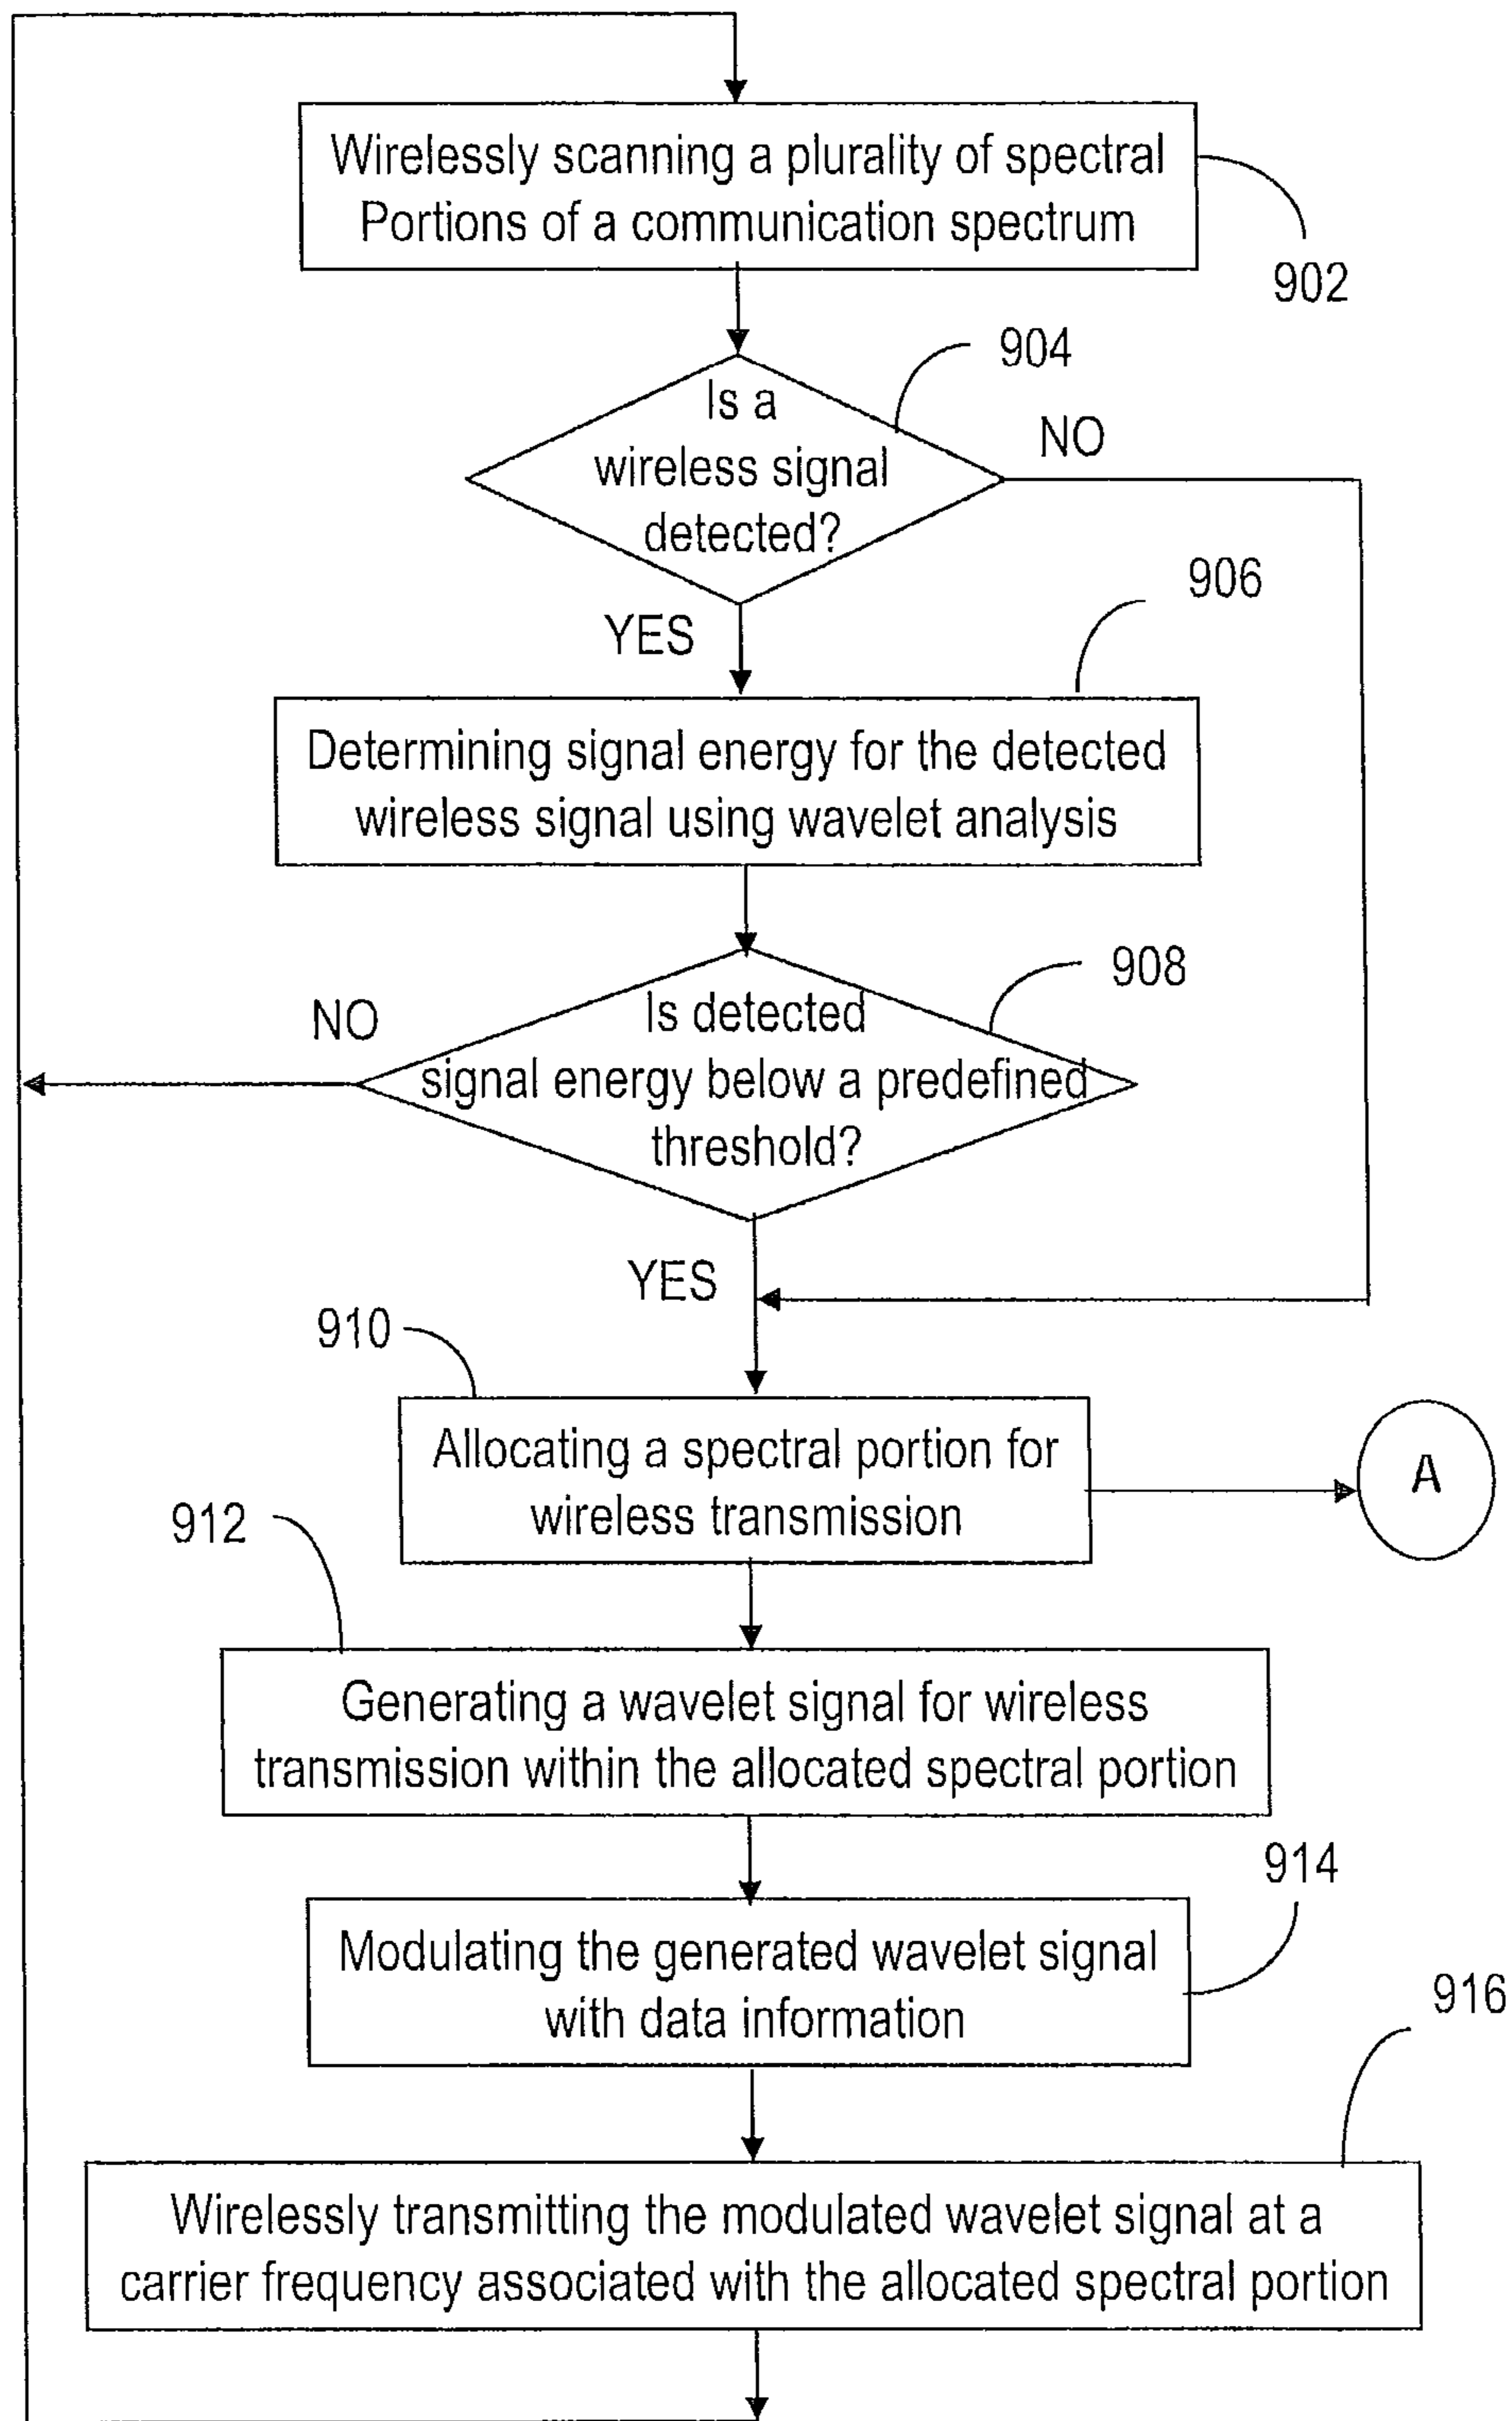 Wirelessly scanning a plurality of spectral
Portions of a communication spectrum
902
904
Is a
wireless signal
detected?
NO
906
YES
Determining signal energy for the detected
wireless signal using wavelet analysis
908
NO
Is detected
signal energy below a predefined
threshold?
YES
910
Allocating a spectral portion for
wireless transmission
A
912
Generating a wavelet signal for wireless
transmission within the allocated spectral portion
914
Modulating the generated wavelet signal
with data information
916
Wirelessly transmitting the modulated wavelet signal at a
carrier frequency associated with the allocated spectral portion